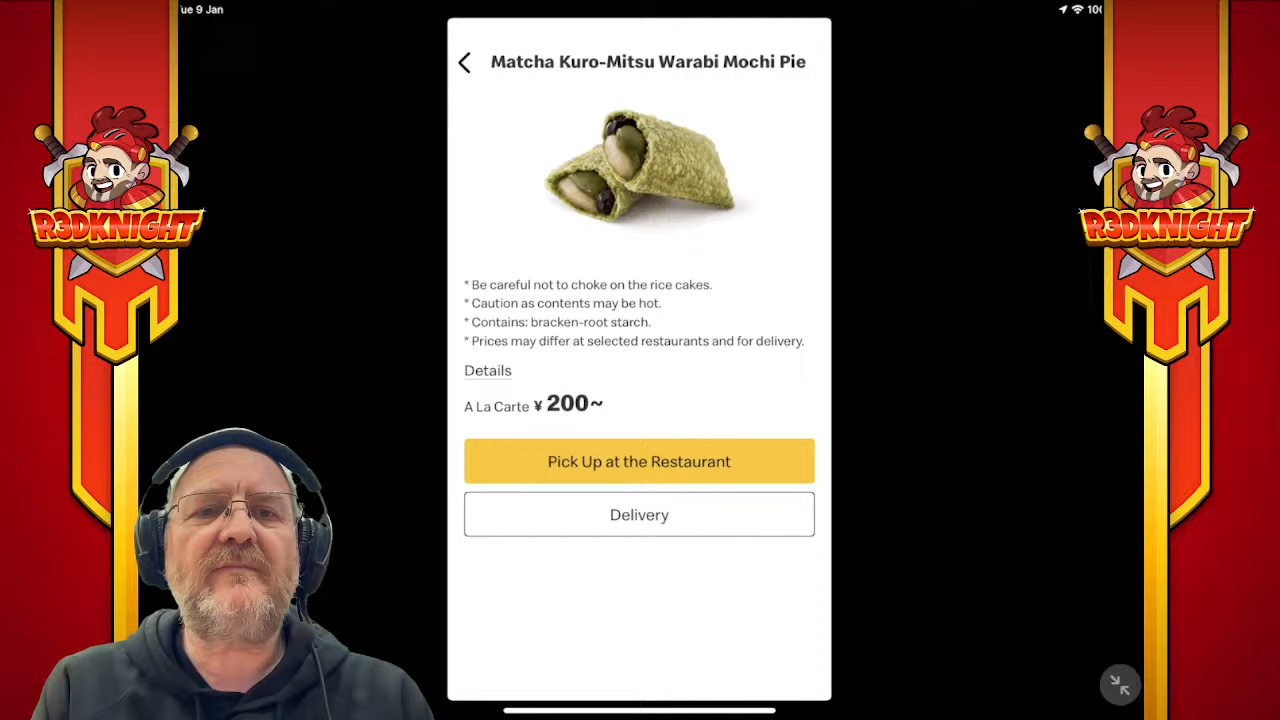 ue 9 Jan
100
Matcha Kuro-Mitsu Warabi Mochi Pie
R3DKNIGHT
R3DKNIGHT
* Be careful not to choke on the rice cakes.
* Caution as contents may be hot.
* Contains: bracken-root starch.
* Prices may differ at selected restaurants and for delivery.
Details
A La Carte ¥ 200~
Pick Up at the Restaurant
Delivery